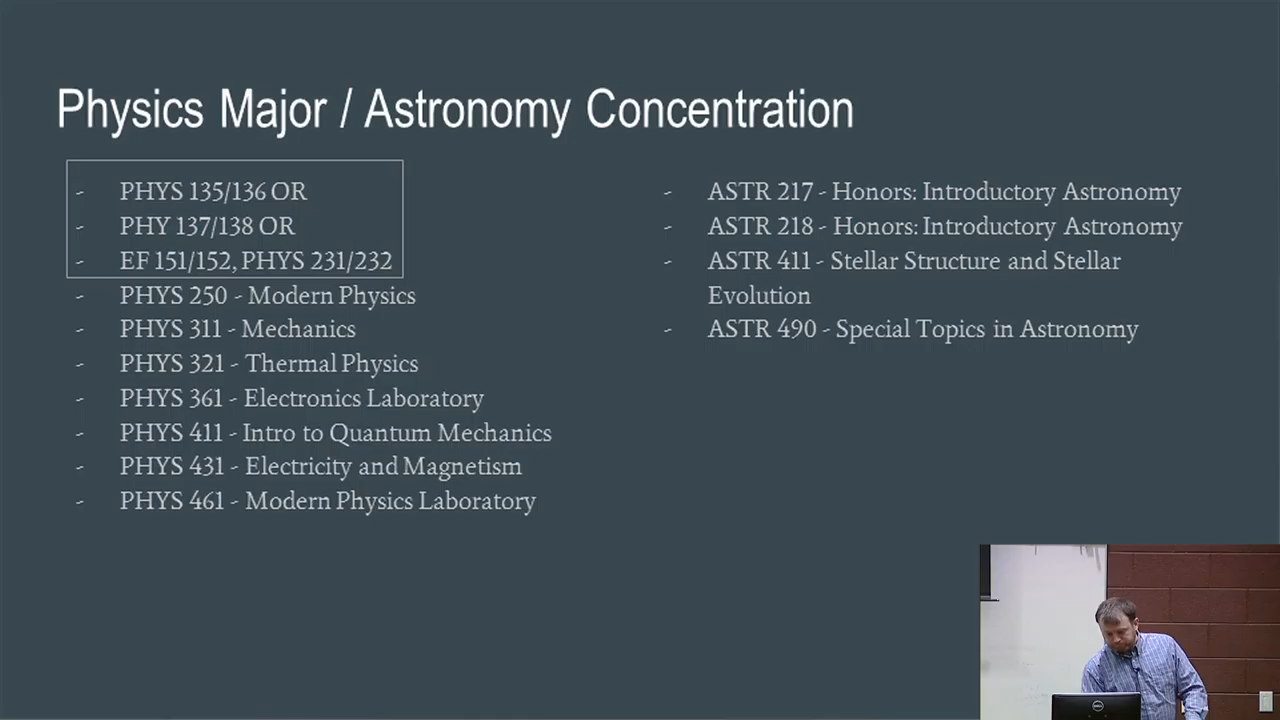 Physics Major / Astronomy Concentration
- PHYS 135/136 OR
- PHY 137/138 OR
- EF 151/152, PHYS 231/232
- PHYS 250 - Modern Physics
- PHYS 311 - Mechanics
- PHYS 321 - Thermal Physics
- PHYS 361 - Electronics Laboratory
- PHYS 411 - Intro to Quantum Mechanics
- PHYS 431 - Electricity and Magnetism
- PHYS 461 - Modern Physics Laboratory
- ASTR 217 - Honors: Introductory Astronomy
- ASTR 218 - Honors: Introductory Astronomy
- ASTR 411 - Stellar Structure and Stellar
Evolution
- ASTR 490 - Special Topics in Astronomy
DELL